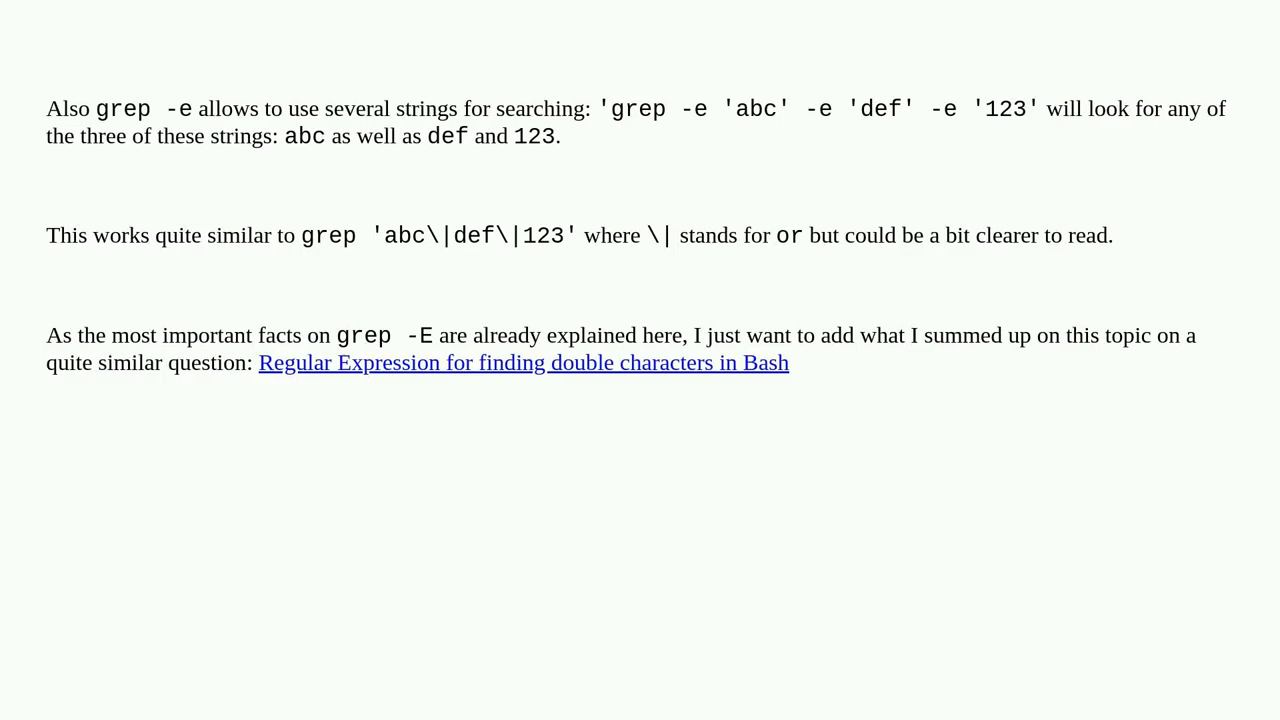 Also grep -e allows to use several strings for searching: 'grep -e 'abc' -e 'def' -e '123' will look for any of
the three of these strings: abc as well as def and 123.
This works quite similar to grep 'abc\|def\|123' where \| stands for or but could be a bit clearer to read.
As the most important facts on grep -E are already explained here, I just want to add what I summed up on this topic on a
quite similar question: Regular Expression for finding double characters in Bash